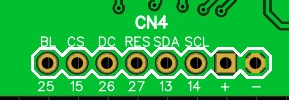 CN4
BL CS DC RES SDA SCL
25 15 26 27 13 14 + -